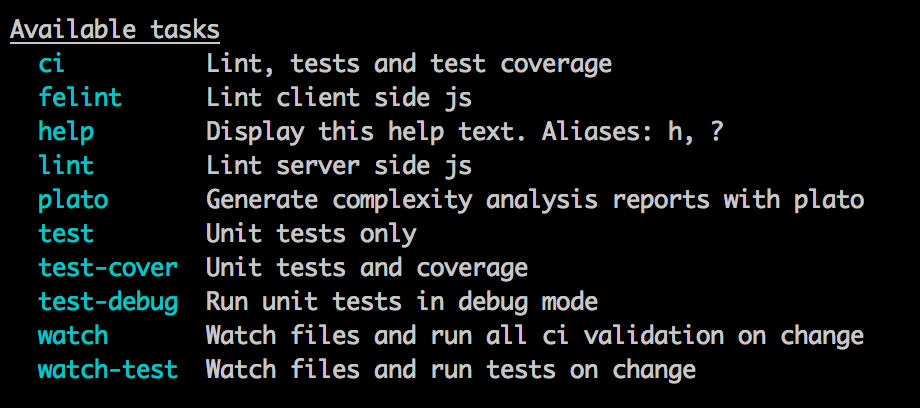 Available tasks
ci Lint, tests and test coverage
felint Lint client side js
help Display this help text. Aliases: h, ?
lint Lint server side js
plato Generate complexity analysis reports with plato
test Unit tests only
test-cover Unit tests and coverage
test-debug Run unit tests in debug mode
watch Watch files and run all ci validation on change
watch-test Watch files and run tests on change